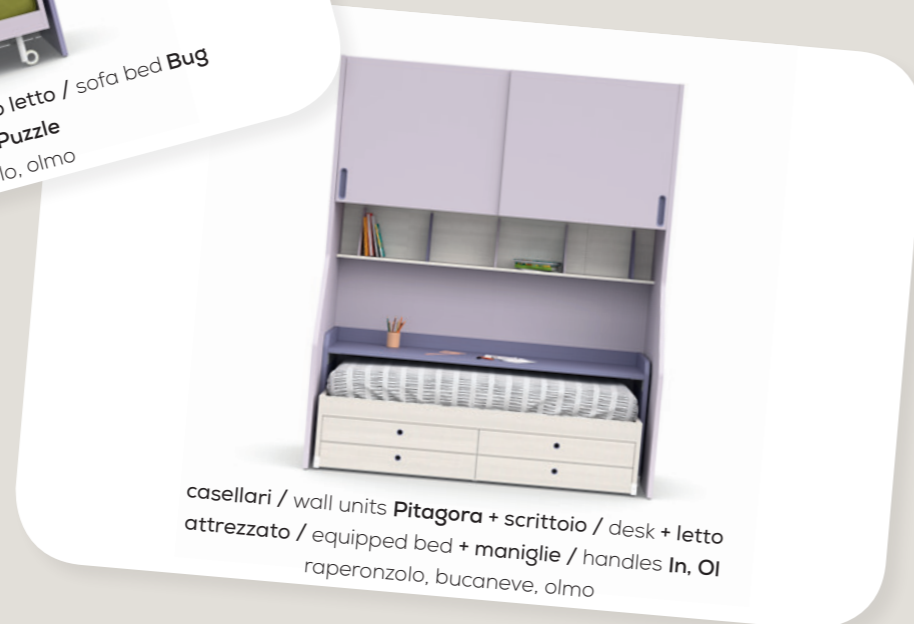 letto / sofa bed Bug
Puzzle
olmo
casellari / wall units Pitagora + scrittoio / desk + letto
attrezzato / equipped bed + maniglie / handles In, Ol
raperonzolo, bucaneve, olmo